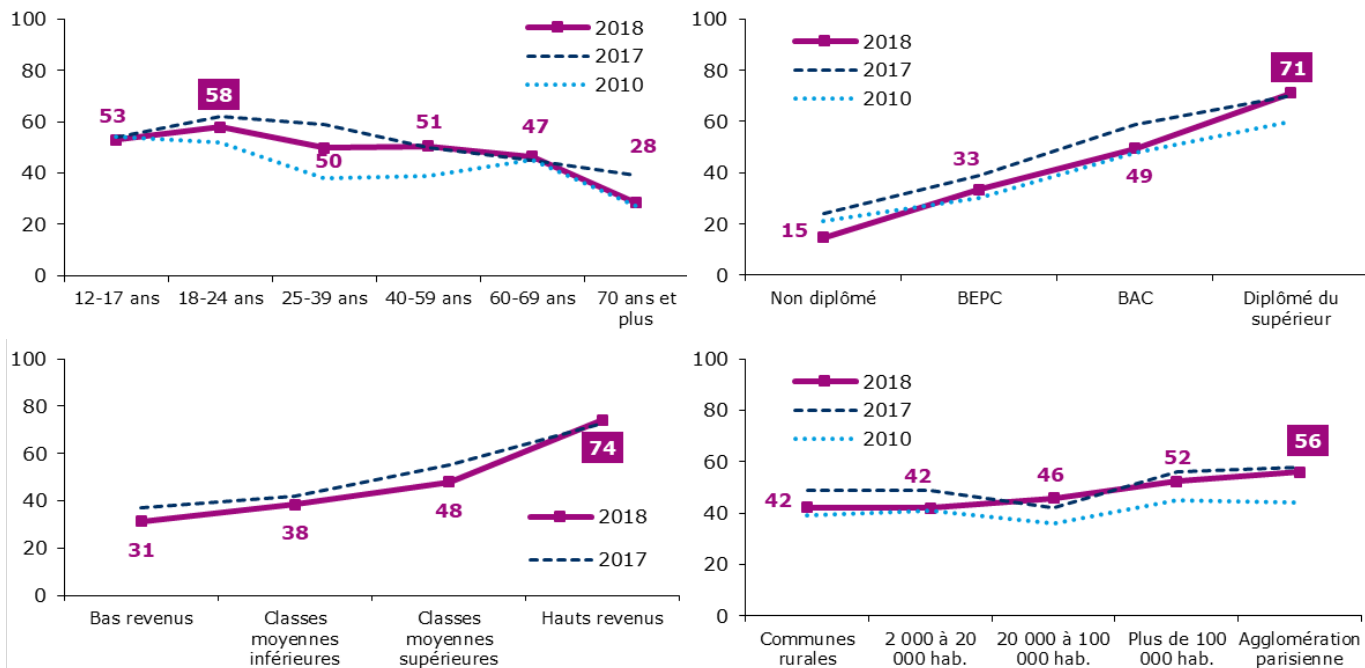 100
80
60
40
20
0
2018
2017
2010
53
58
50
51
47
28
12-17 ans
18-24 ans
25-39 ans
40-59 ans
60-69 ans
70 ans et
plus
100
80
60
40
20
0
2018
2017
2010
15
33
49
71
Non diplômé
BEPC
BAC
Diplômé du
supérieur
100
80
60
40
20
0
31
38
48
74
2018
2017
Bas revenus
Classes
moyennes
inférieures
Classes
moyennes
supérieures
Hauts revenus
100
80
60
40
20
0
2018
2017
2010
42
42
46
52
56
Communes
rurales
2 000 à 20
000 hab.
20 000 à 100
000 hab.
Plus de 100
000 hab.
Agglomération
parisienne